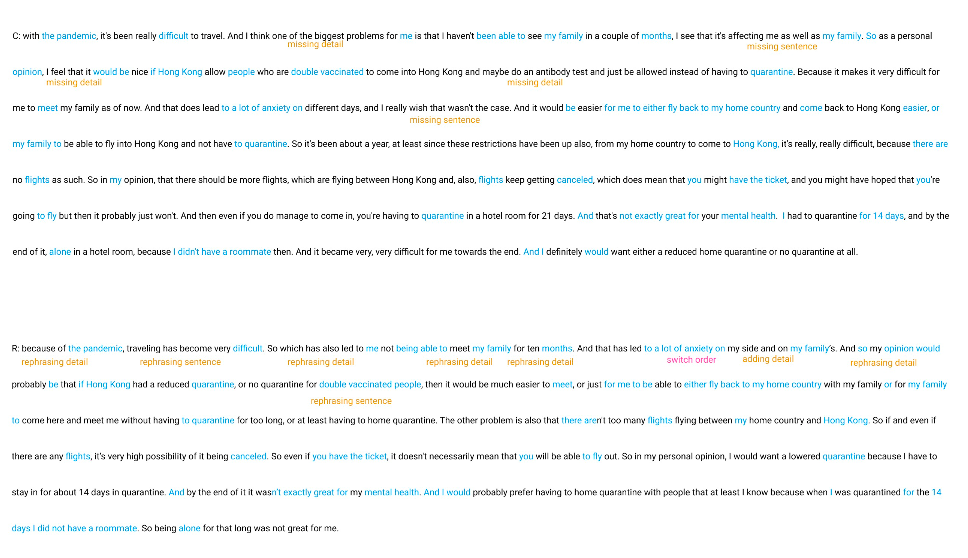 C: with the pandemic, it's been really difficult to travel. And I think one of the biggest problems for me is that I haven't been able to see my family in a couple of months, I see that it's affecting me as well as my family. So as a personal
missing detail missing sentence
opinion, I feel that it would be nice if Hong Kong allow people who are double vaccinated to come into Hong Kong and maybe do an antibody test and just be allowed instead of having to quarantine. Because it makes it very difficult for
missing detail missing detail
me to meet my family as of now. And that does lead to a lot of anxiety on different days, and I really wish that wasn't the case. And it would be easier for me to either fly back to my home country and come back to Hong Kong easier, or
missing sentence
my family to be able to fly into Hong Kong and not have to quarantine. So it's been about a year, at least since these restrictions have been up also, from my home country to come to Hong Kong, it's really, really difficult, because there are
no flights as such. So in my opinion, that there should be more flights, which are flying between Hong Kong and, also, flights keep getting canceled, which does mean that you might have the ticket, and you might have hoped that you're
going to fly but then it probably just won't. And then even if you do manage to come in, you're having to quarantine in a hotel room for 21 days. And that's not exactly great for your mental health. I had to quarantine for 14 days, and by the
end of it, alone in a hotel room, because I didn't have a roommate then. And it became very, very difficult for me towards the end. And I definitely would want either a reduced home quarantine or no quarantine at all.
R: because of the pandemic, traveling has become very difficult. So which has also led to me not being able to meet my family for ten months. And that has led to a lot of anxiety on my side and on my family's. And so my opinion would
rephrasing detail rephrasing sentence rephrasing detail rephrasing detail rephrasing detail switch order adding detail rephrasing detail
probably be that if Hong Kong had a reduced quarantine, or no quarantine for double vaccinated people, then it would be much easier to meet, or just for me to be able to either fly back to my home country with my family or for my family
rephrasing sentence
to come here and meet me without having to quarantine for too long, or at least having to home quarantine. The other problem is also that there aren't too many flights flying between my home country and Hong Kong. So if and even if
there are any flights, it's very high possibility of it being canceled. So even if you have the ticket, it doesn't necessarily mean that you will be able to fly out. So in my personal opinion, I would want a lowered quarantine because I have to
stay in for about 14 days in quarantine. And by the end of it it wasn't exactly great for my mental health. And I would probably prefer having to home quarantine with people that at least I know because when I was quarantined for the 14
days I did not have a roommate. So being alone for that long was not great for me.